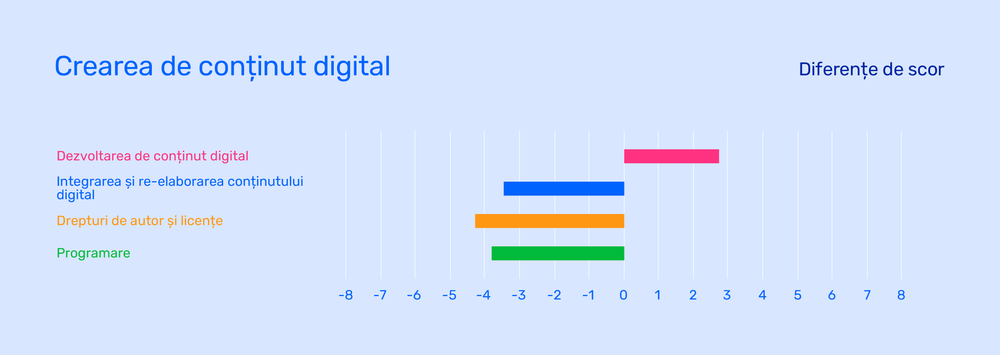 Crearea de conținut digital
Diferențe de scor
Dezvoltarea de conținut digital
Integrarea și re-elaborarea conținutului
digital
Drepturi de autor și licențe
Programare
-8 -7 -6 -5 -4 -3 -2 -1 0 1 2 3 4 5 6 7 8